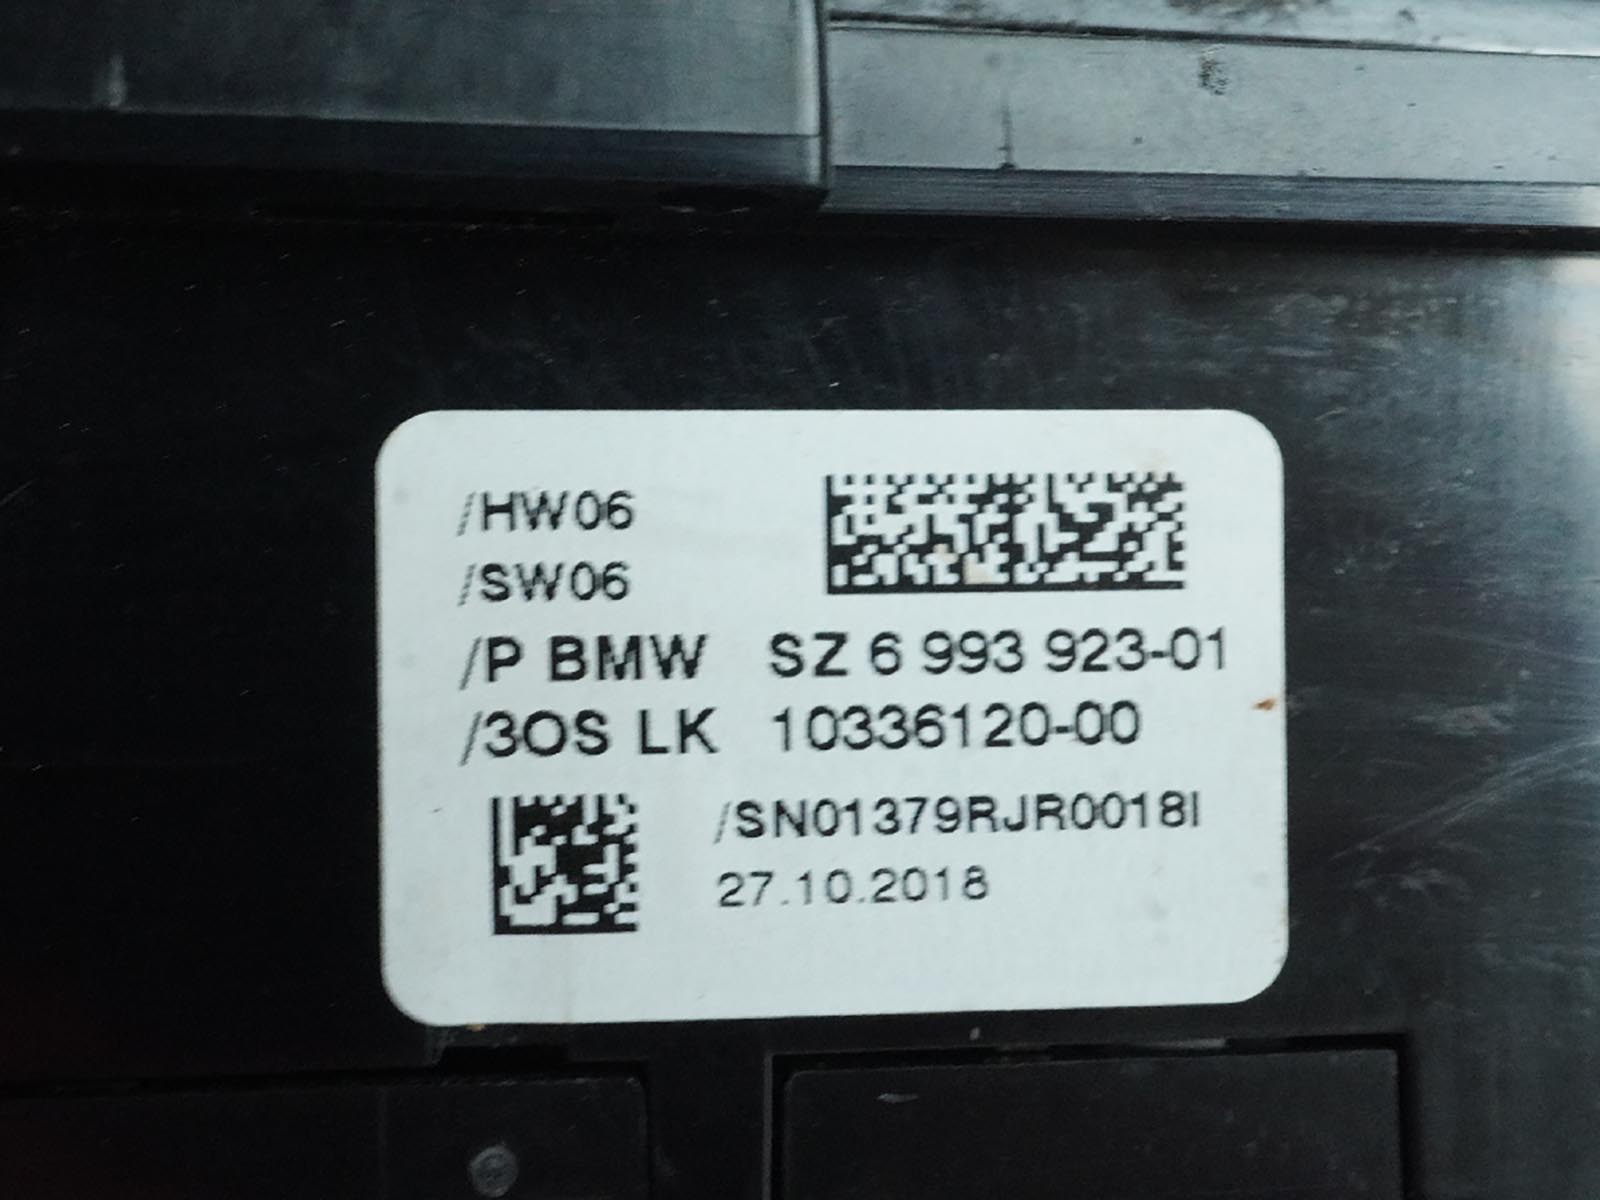 /HW06
/SW06
/P BMW SZ 6 993 923-01
/3OS LK 10336120-00
/SN01379RJR0018I
27.10.2018